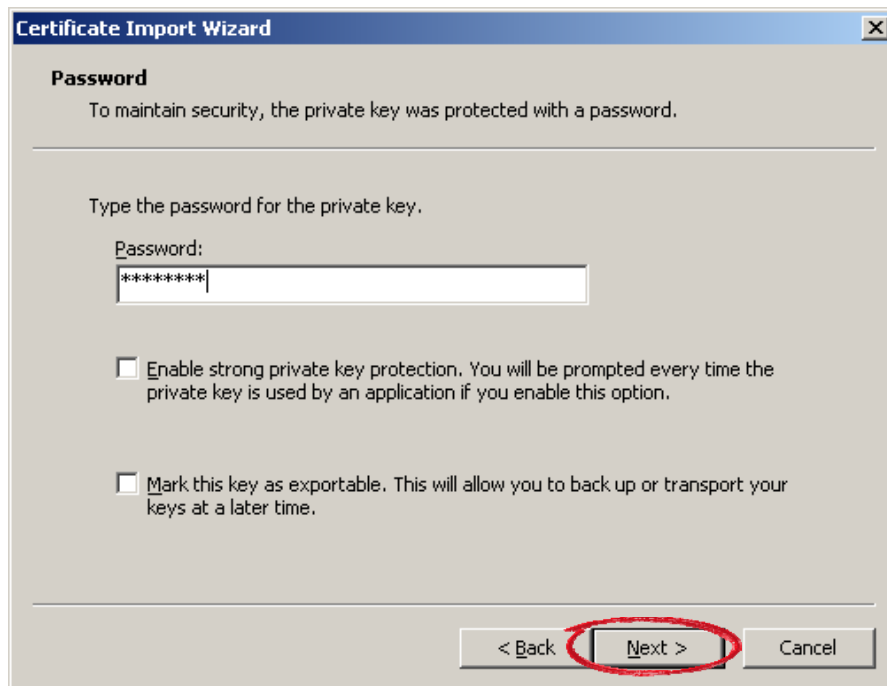 Certificate Import Wizard
Password
To maintain security, the private key was protected with a password.
Type the password for the private key.
Password:
********
Enable strong private key protection. You will be prompted every time the
private key is used by an application if you enable this option.
Mark this key as exportable. This will allow you to back up or transport your
keys at a later time.
< Back Next > Cancel